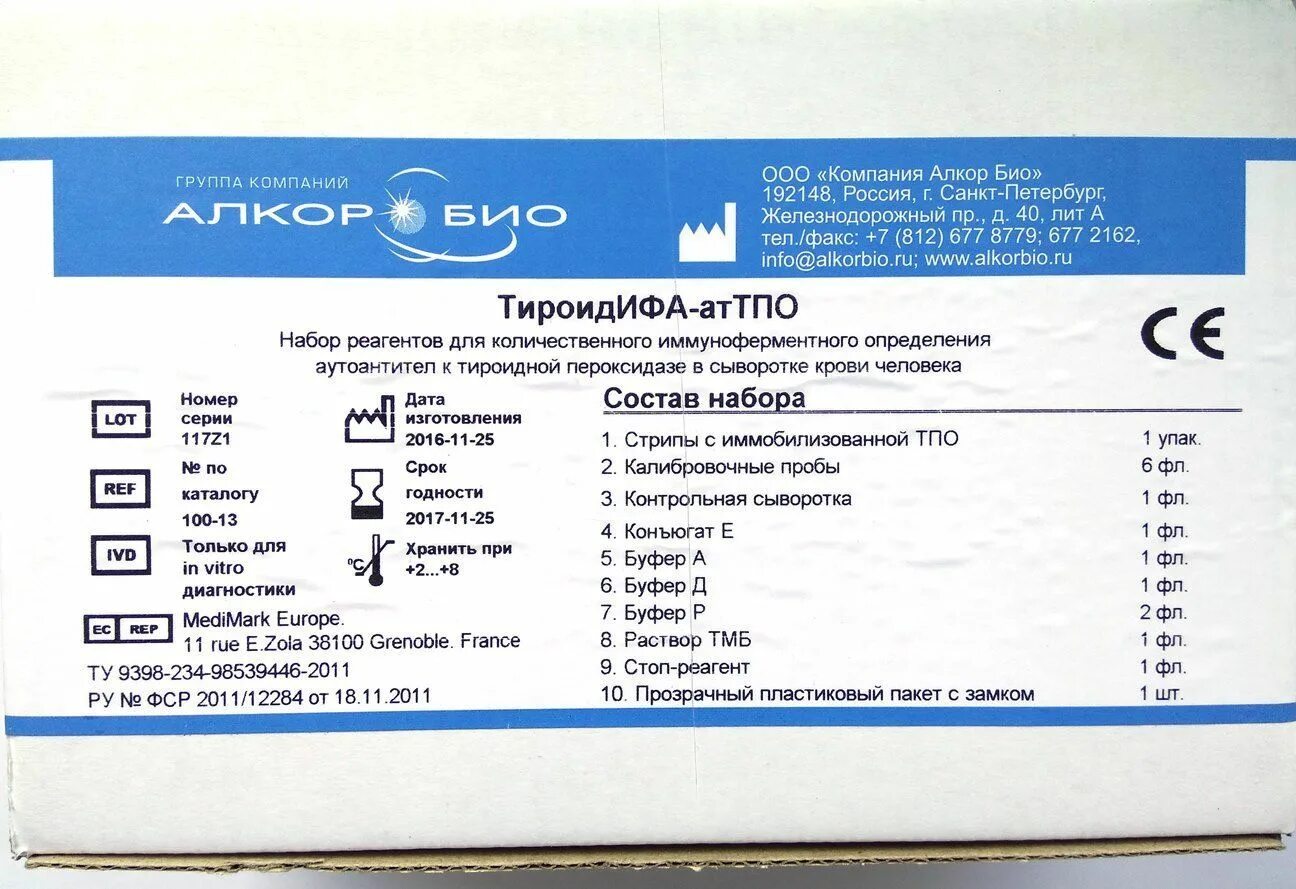 ГРУППА КОМПАНИЙ
АЛКОР БИО
ООО «Компания Алкор Био»
192148, Россия, г. Санкт-Петербург,
Железнодорожный пр., д. 40, лит А
тел./факс: +7 (812) 677 8779; 677 2162,
info@alkorbio.ru; www.alkorbio.ru
ТироидИФА-атТПО
Набор реагентов для количественного иммуноферментного определения
аутоантител к тироидной пероксидазе в сыворотке крови человека
CE
LOT
Номер
серии
117Z1
Дата
изготовления
2016-11-25
REF
№ по
каталогу
100-13
Срок
годности
2017-11-25
IVD
Только для
in vitro
диагностики
°C
Хранить при
+2...+8
EC REP
MediMark Europe.
11 rue E.Zola 38100 Grenoble. France
ТУ 9398-234-98539446-2011
РУ № ФСР 2011/12284 от 18.11.2011
Состав набора
1. Стрипы с иммобилизованной ТПО 1 упак.
2. Калибровочные пробы 6 фл.
3. Контрольная сыворотка 1 фл.
4. Конъюгат Е 1 фл.
5. Буфер А 1 фл.
6. Буфер Д 1 фл.
7. Буфер Р 2 фл.
8. Раствор ТМБ 1 фл.
9. Стоп-реагент 1 фл.
10. Прозрачный пластиковый пакет с замком 1 шт.